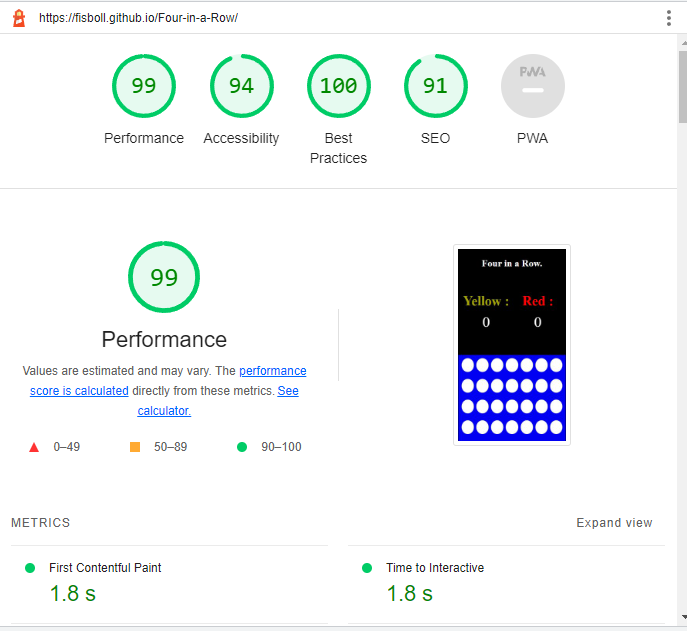 https://fisboll.github.io/Four-in-a-Row/
99 94 100 91 PWA
Performance Accessibility Best Practices SEO PWA
99
Performance
Values are estimated and may vary. The performance
score is calculated directly from these metrics. See
calculator.
0–49 50–89 90–100
Four in a Row.
Yellow : Red :
0 0
METRICS Expand view
First Contentful Paint
1.8 s
Time to Interactive
1.8 s